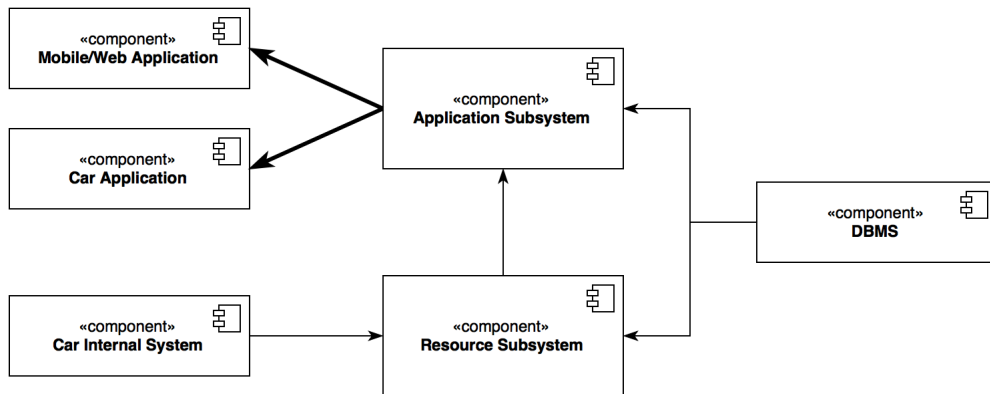 «component»
Mobile/Web Application
«component»
Application Subsystem
«component»
Car Application
«component»
DBMS
«component»
Car Internal System
«component»
Resource Subsystem